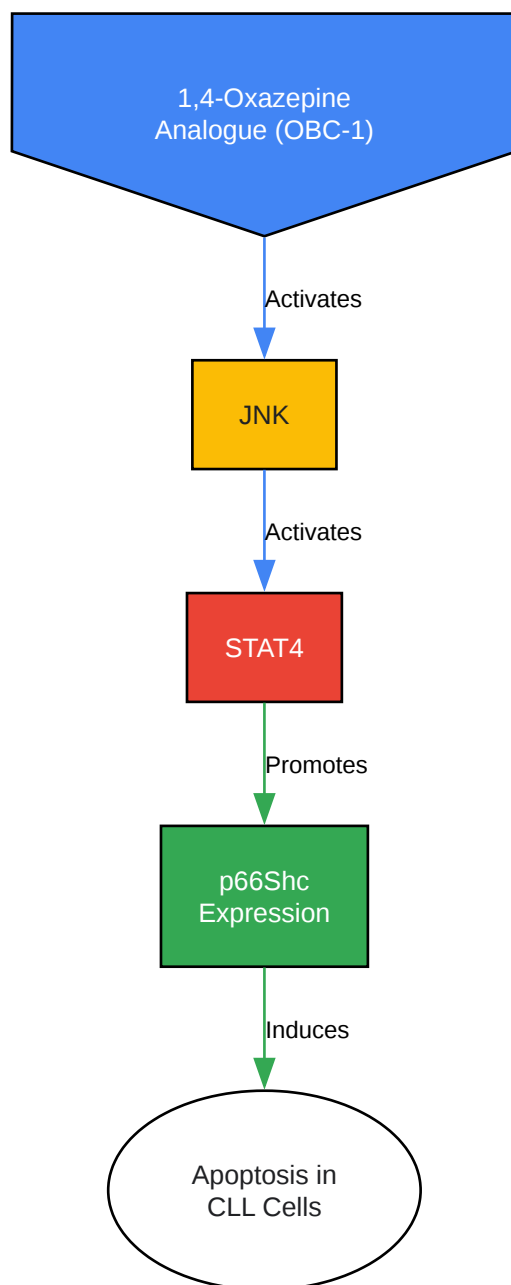 1,4-Oxazepine
Analogue (OBC-1)
Activates
JNK
Activates
STAT4
Promotes
p66Shc
Expression
Induces
Apoptosis in
CLL Cells